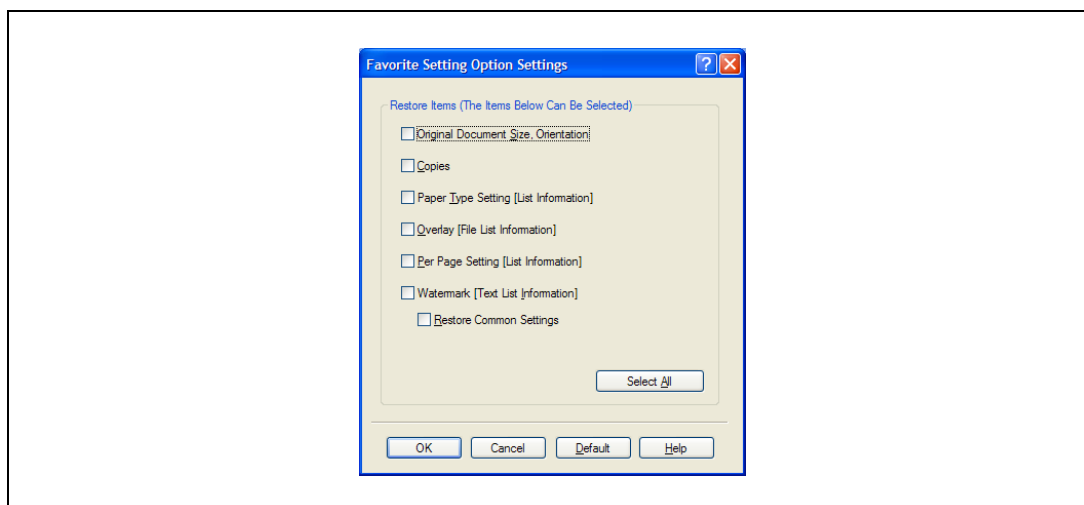 Favorite Setting Option Settings
Restore Items (The Items Below Can Be Selected)
Original Document Size, Orientation
Copies
Paper Type Setting [List Information]
Overlay [File List Information]
Per Page Setting [List Information]
Watermark [Text List Information]
Restore Common Settings
Select All
OK Cancel Default Help